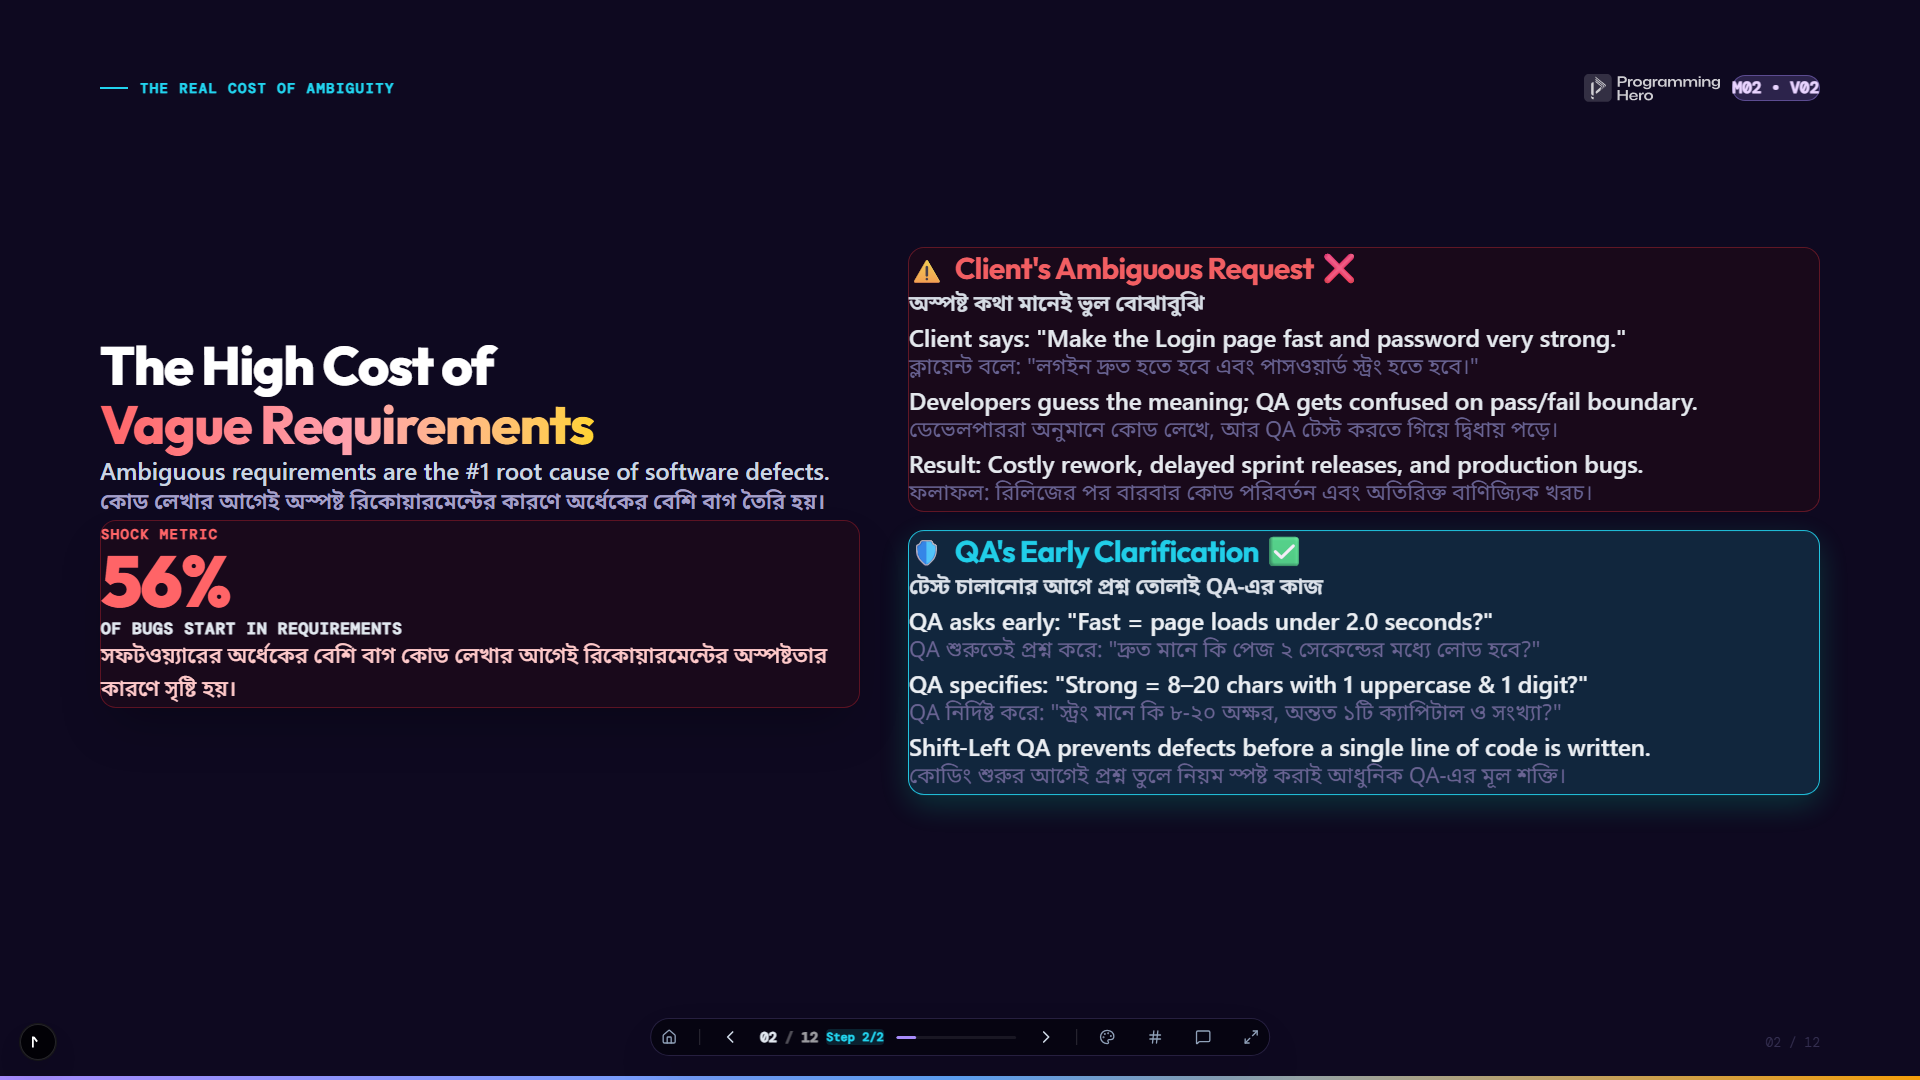 THE REAL COST OF AMBIGUITY
Programming
Hero
M02 • V02
The High Cost of
Vague Requirements
Ambiguous requirements are the #1 root cause of software defects.
কোড লেখার আগেই অস্পষ্ট রিকোয়ারমেন্টের কারণে অর্ধেকের বেশি বাগ তৈরি হয়।
SHOCK METRIC
56%
OF BUGS START IN REQUIREMENTS
সফটওয়্যারের অর্ধেকের বেশি বাগ কোড লেখার আগেই রিকোয়ারমেন্টের অস্পষ্টতার
কারণে সৃষ্টি হয়।
⚠️ Client's Ambiguous Request ❌
অস্পষ্ট কথা মানেই ভুল বোঝাবুঝি
Client says: "Make the Login page fast and password very strong."
ক্লায়েন্ট বলে: "লগইন দ্রুত হতে হবে এবং পাসওয়ার্ড স্ট্রং হতে হবে।"
Developers guess the meaning; QA gets confused on pass/fail boundary.
ডেভেলপাররা অনুমানে কোড লেখে, আর QA টেস্ট করতে গিয়ে দ্বিধায় পড়ে।
Result: Costly rework, delayed sprint releases, and production bugs.
ফলাফল: রিলিজের পর বারবার কোড পরিবর্তন এবং অতিরিক্ত বাণিজ্যিক খরচ।
🛡️ QA's Early Clarification ✅
টেস্ট চালানোর আগে প্রশ্ন তোলাই QA-এর কাজ
QA asks early: "Fast = page loads under 2.0 seconds?"
QA শুরুতেই প্রশ্ন করে: "দ্রুত মানে কি পেজ ২ সেকেন্ডের মধ্যে লোড হবে?"
QA specifies: "Strong = 8–20 chars with 1 uppercase & 1 digit?"
QA নির্দিষ্ট করে: "স্ট্রং মানে কি ৮-২০ অক্ষর, অন্তত ১টি ক্যাপিটাল ও সংখ্যা?"
Shift-Left QA prevents defects before a single line of code is written.
কোডিং শুরুর আগেই প্রশ্ন তুলে নিয়ম স্পষ্ট করাই আধুনিক QA-এর মূল শক্তি।
02 / 12 Step 2/2
02 / 12